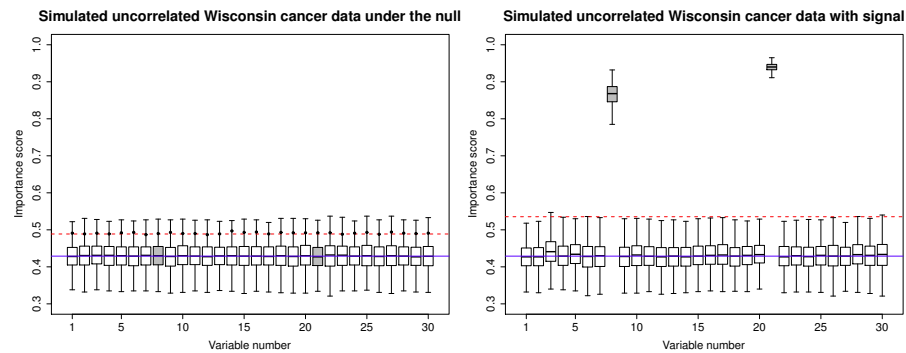 Simulated uncorrelated Wisconsin cancer data under the null
Importance score
1.0
0.9
0.8
0.7
0.6
0.5
0.4
0.3
1 5 10 15 20 25 30
Variable number
Simulated uncorrelated Wisconsin cancer data with signal
Importance score
1.0
0.9
0.8
0.7
0.6
0.5
0.4
0.3
1 5 10 15 20 25 30
Variable number